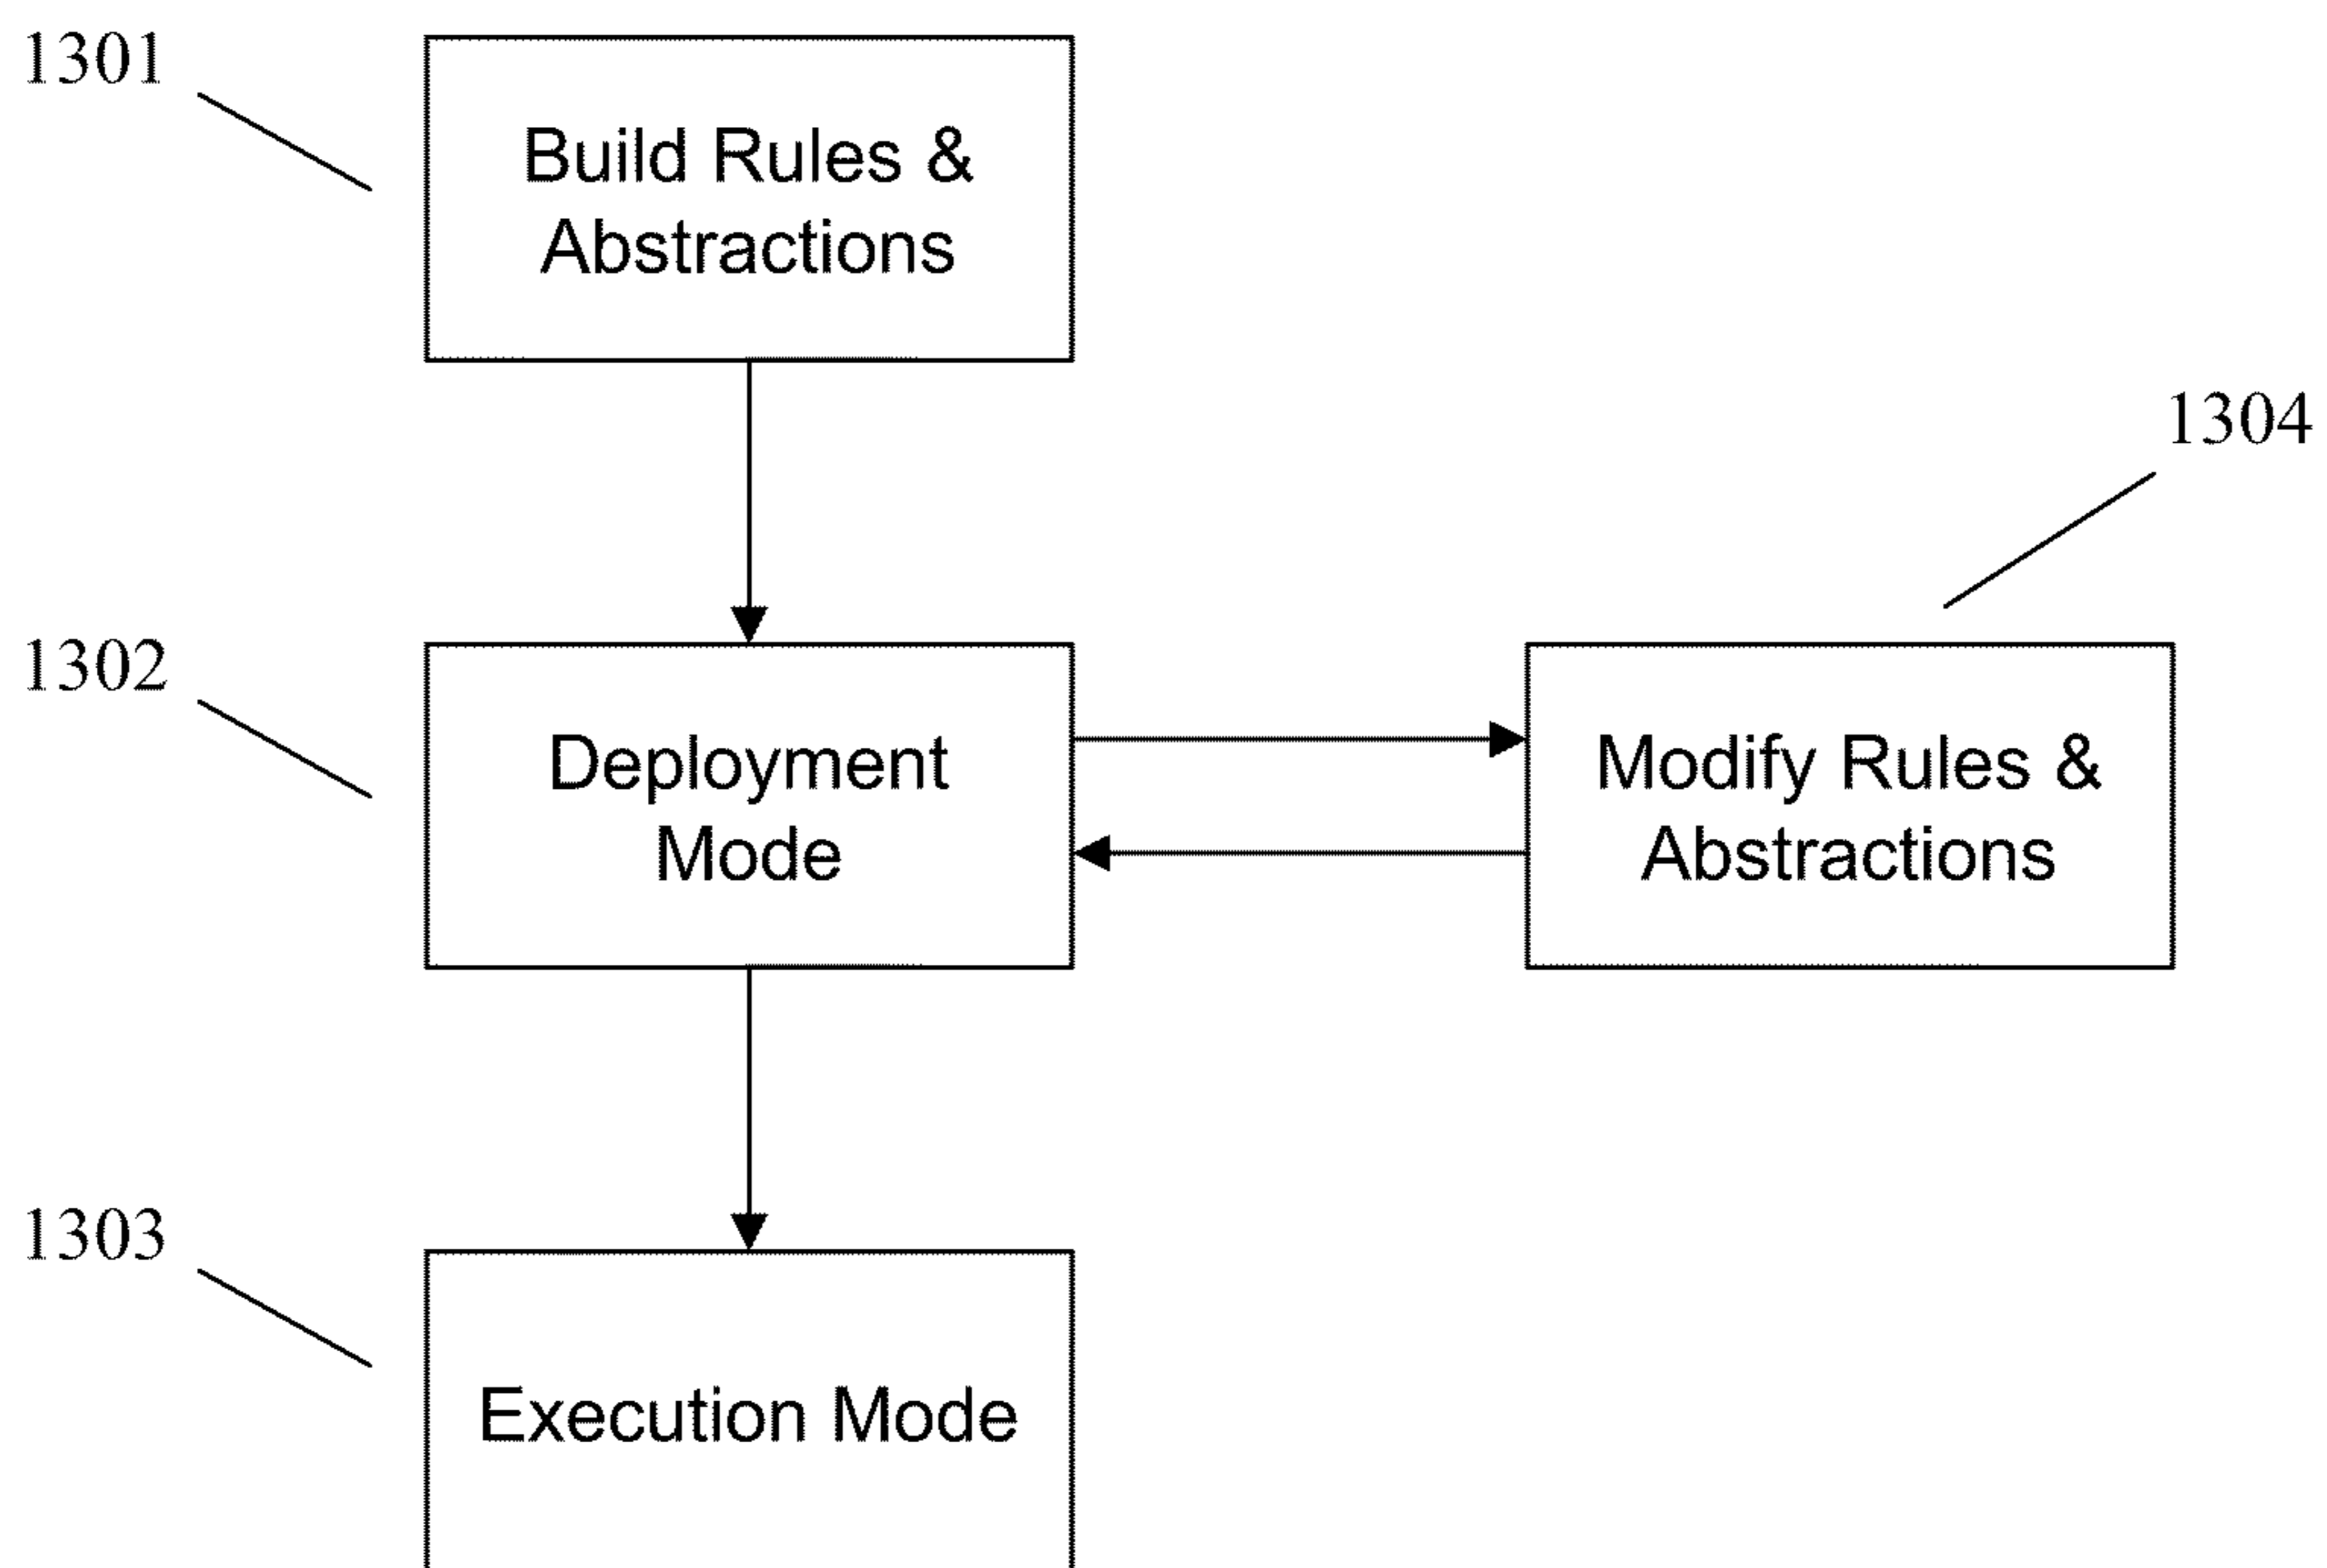 1301
Build Rules &
Abstractions
1304
1302
Deployment
Mode
Modify Rules &
Abstractions
1303
Execution Mode